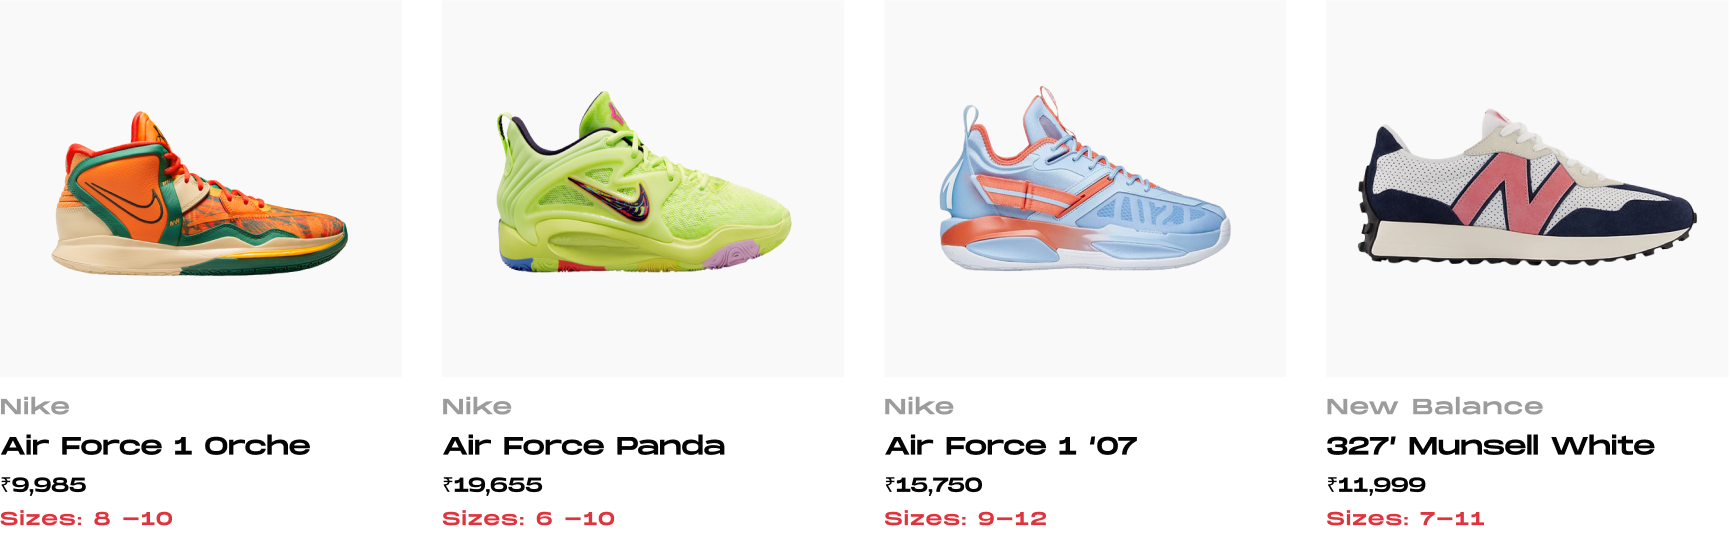 Nike
Air Force 1 Orche
₹9,985
Sizes: 8 –10
Nike
Air Force Panda
₹19,655
Sizes: 6 –10
Nike
Air Force 1 '07
₹15,750
Sizes: 9–12
N
New Balance
327' Munsell White
₹11,999
Sizes: 7–11